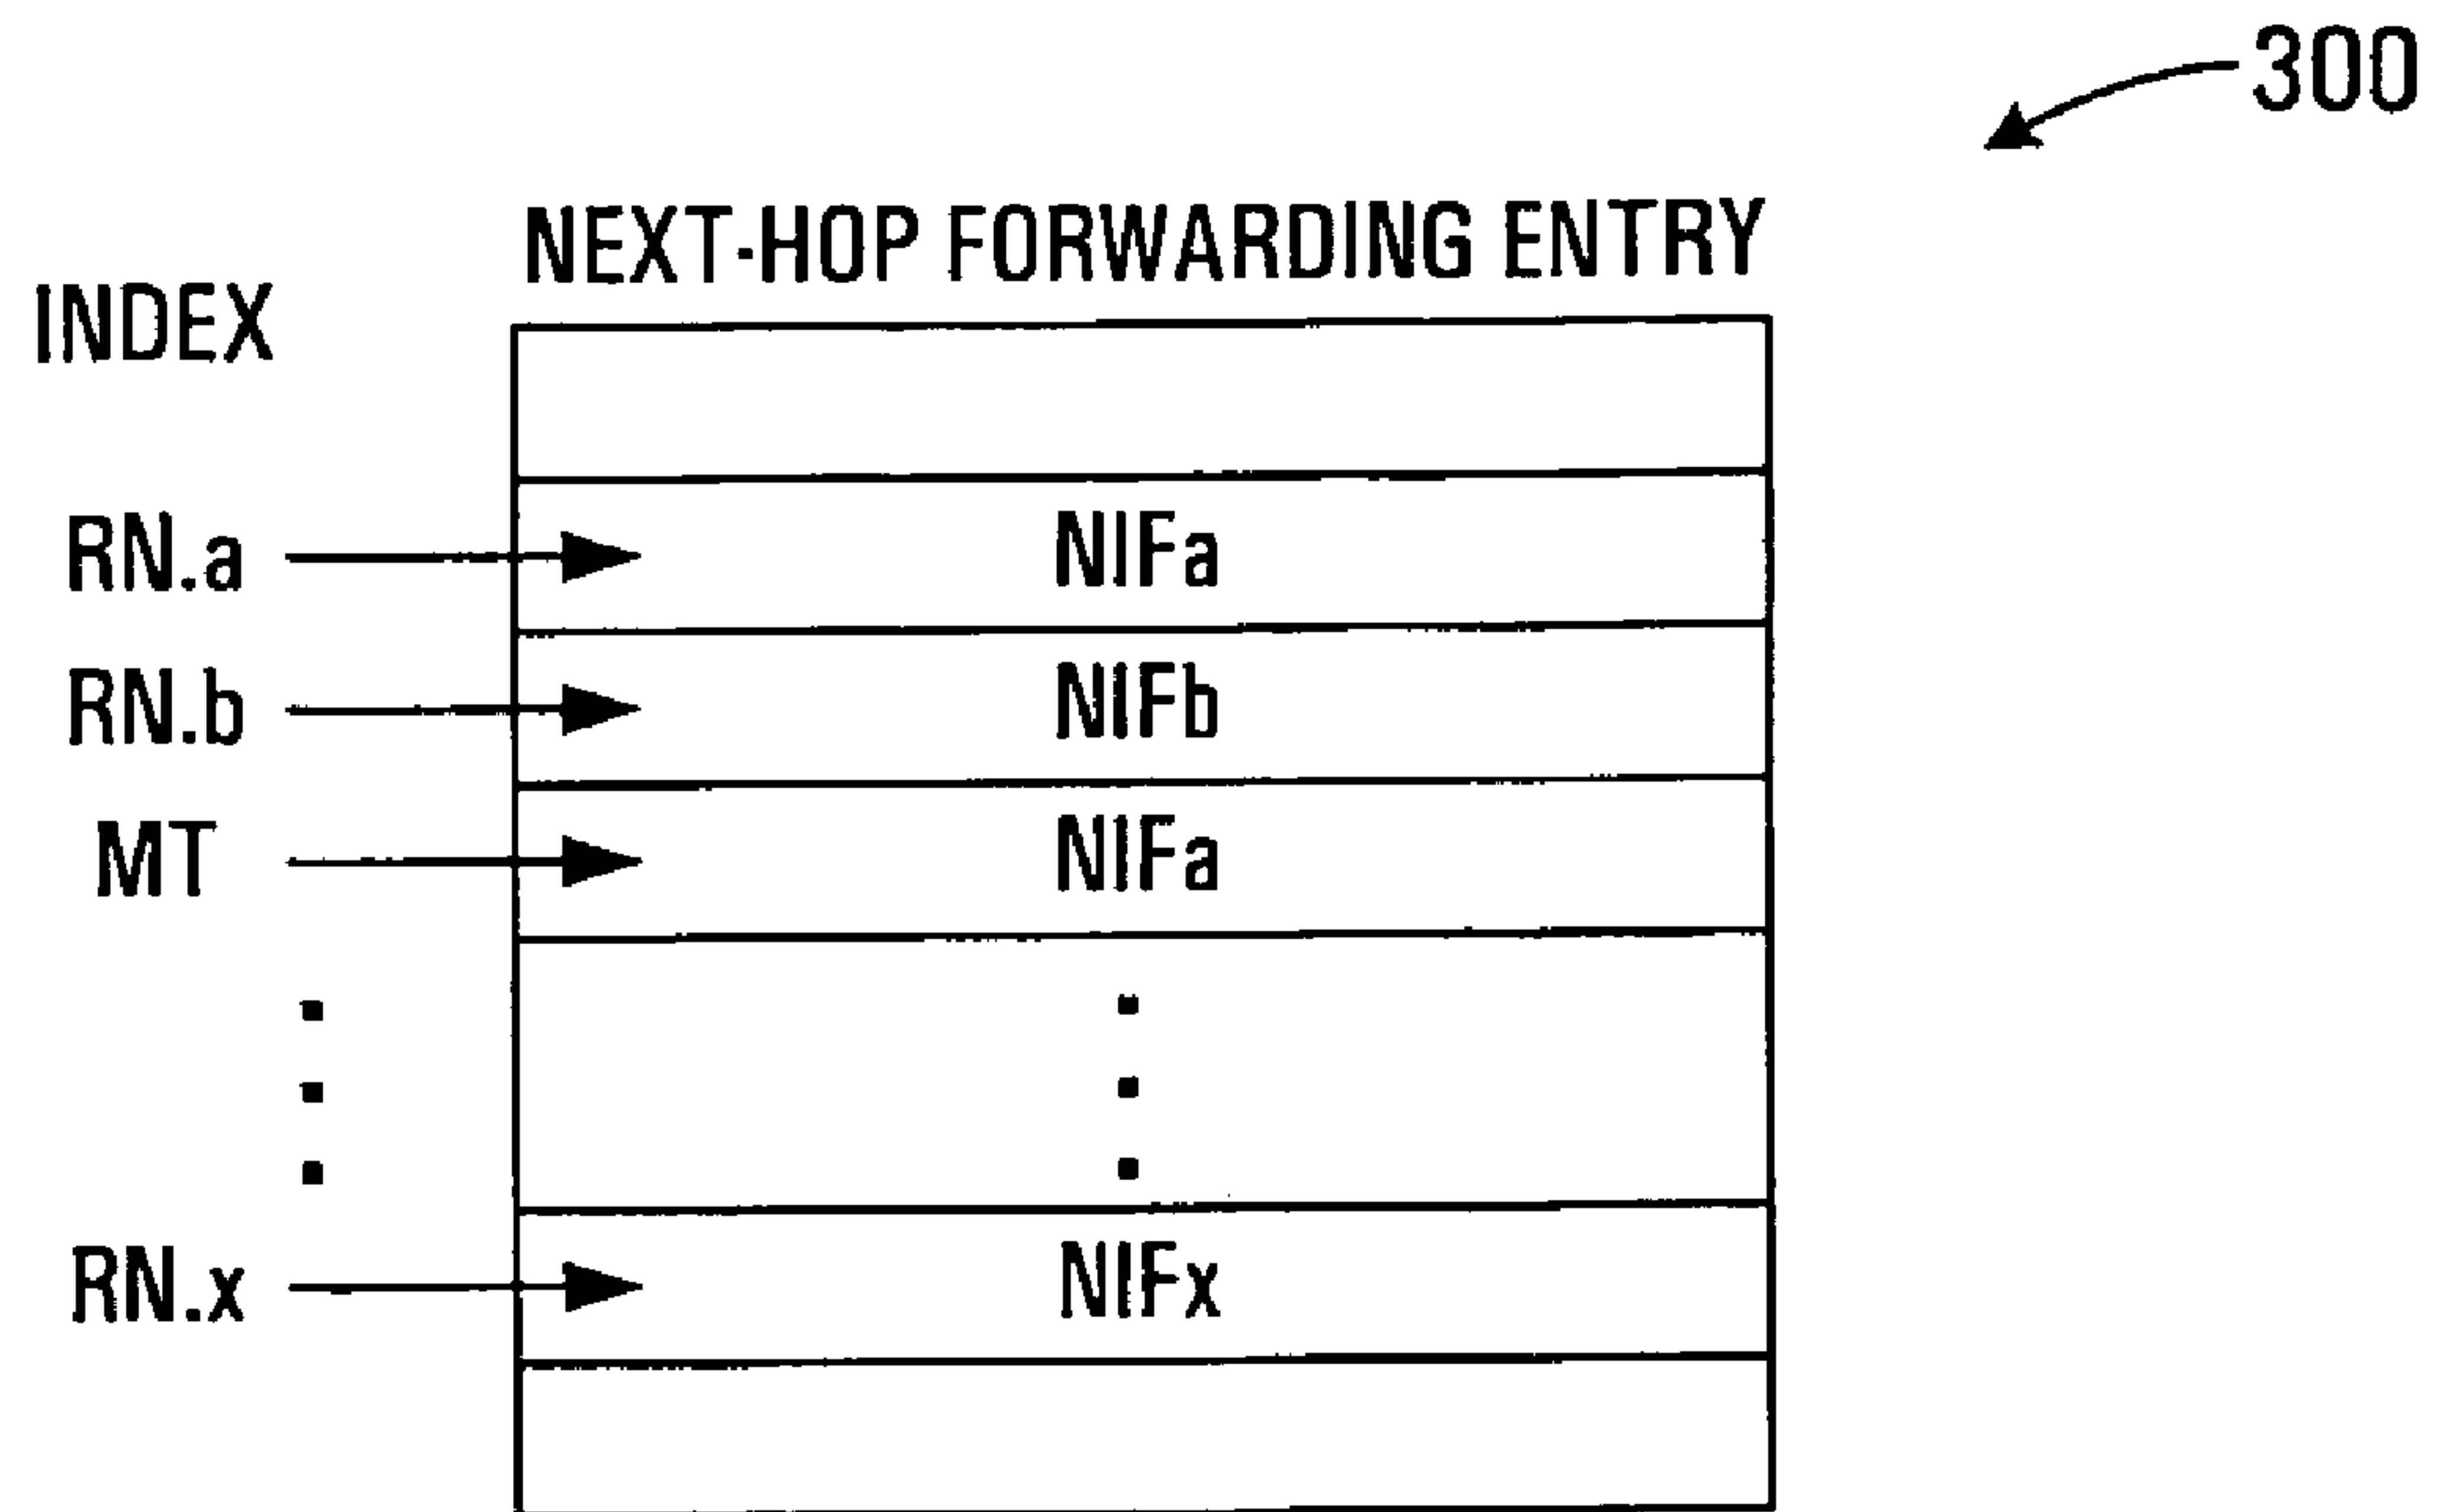 300
NEXT-HOP FORWARDING ENTRY
INDEX
RN.a NIFa
RN.b NIFb
MT NIFa
RN.x NIFx